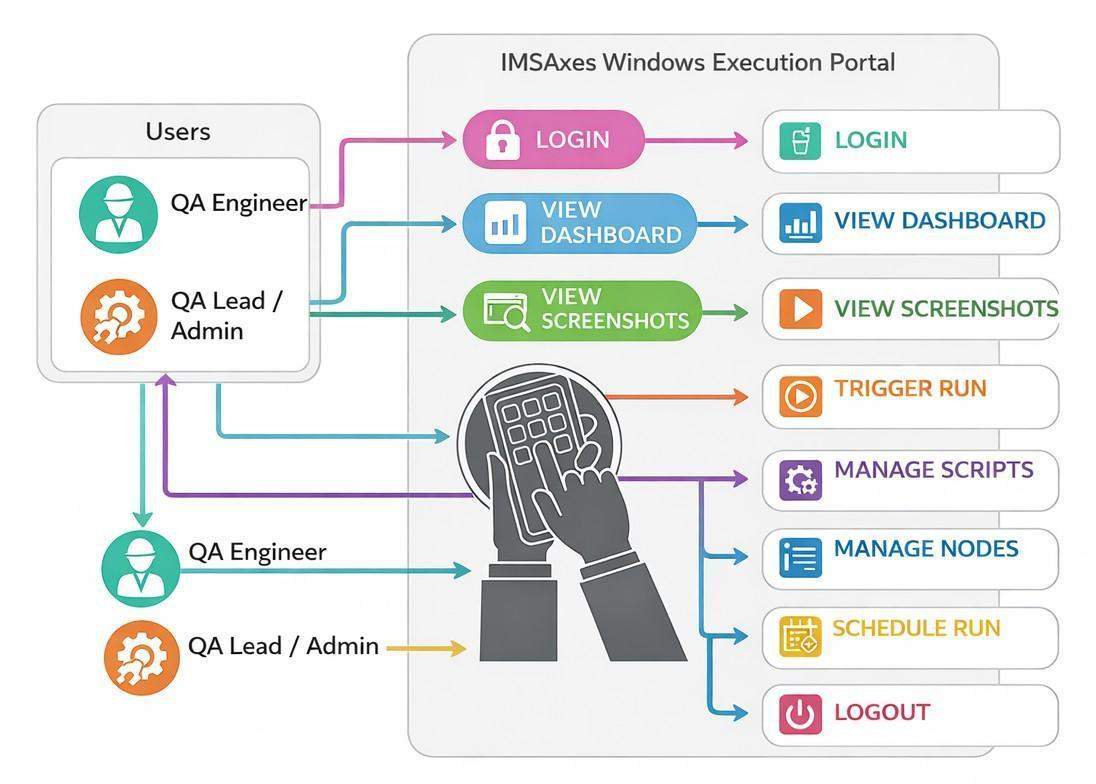 IMSAxes Windows Execution Portal
Users
QA Engineer
QA Lead /
Admin
LOGIN
VIEW
DASHBOARD
VIEW
SCREENSHOTS
LOGIN
VIEW DASHBOARD
VIEW SCREENSHOTS
TRIGGER RUN
MANAGE SCRIPTS
MANAGE NODES
SCHEDULE RUN
LOGOUT
QA Engineer
QA Lead / Admin